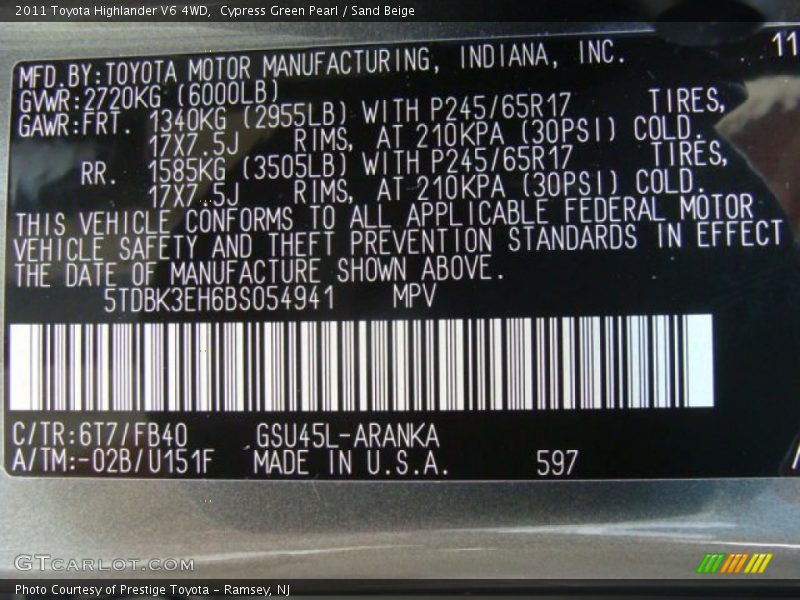 2011 Toyota Highlander V6 4WD, Cypress Green Pearl / Sand Beige
MFD.BY:TOYOTA MOTOR MANUFACTURING, INDIANA, INC. 11
GVWR:2720KG (6000LB)
GAWR:FRT. 1340KG (2955LB) WITH P245/65R17 TIRES,
17X7.5J RIMS, AT 210KPA (30PSI) COLD.
RR. 1585KG (3505LB) WITH P245/65R17 TIRES,
17X7.5J RIMS, AT 210KPA (30PSI) COLD.
THIS VEHICLE CONFORMS TO ALL APPLICABLE FEDERAL MOTOR
VEHICLE SAFETY AND THEFT PREVENTION STANDARDS IN EFFECT
THE DATE OF MANUFACTURE SHOWN ABOVE.
5TDBK3EH6BS054941 MPV
C/TR:6T7/FB40 GSU45L-ARANKA
A/TM:-02B/U151F MADE IN U.S.A. 597
GTCARLOT.COM
Photo Courtesy of Prestige Toyota - Ramsey, NJ